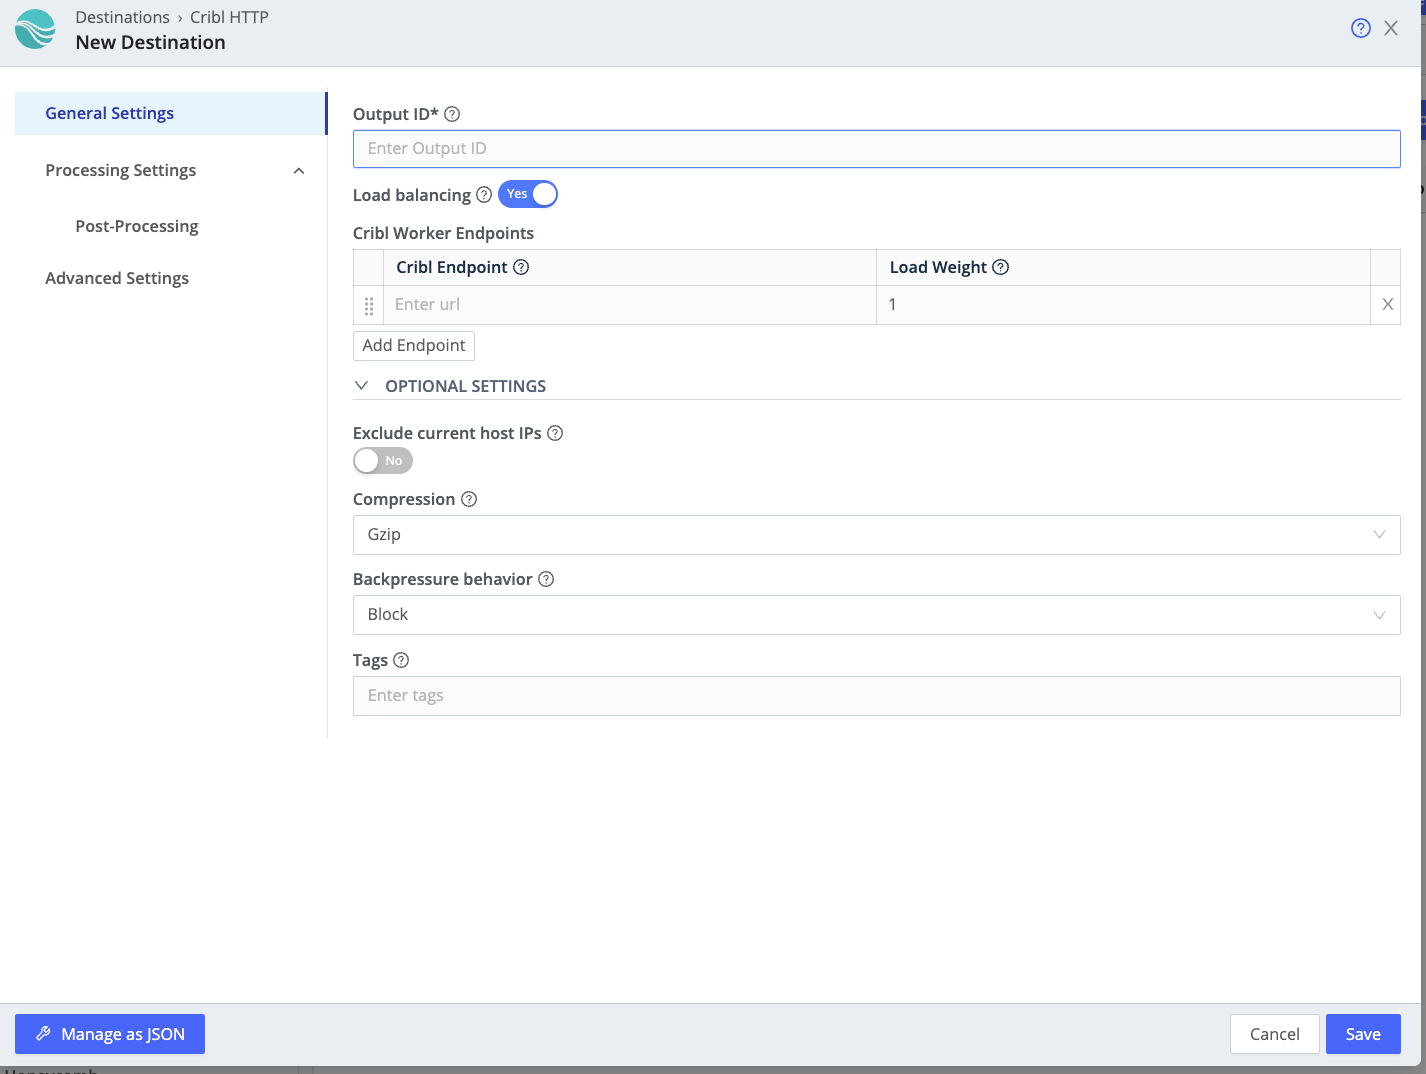 Destinations › Cribl HTTP
New Destination
General Settings
Processing Settings
Post-Processing
Advanced Settings
Output ID*
Enter Output ID
Load balancing Yes
Cribl Worker Endpoints
Cribl Endpoint Load Weight
Enter url 1 X
Add Endpoint
OPTIONAL SETTINGS
Exclude current host IPs
No
Compression
Gzip
Backpressure behavior
Block
Tags
Enter tags
Manage as JSON Cancel Save